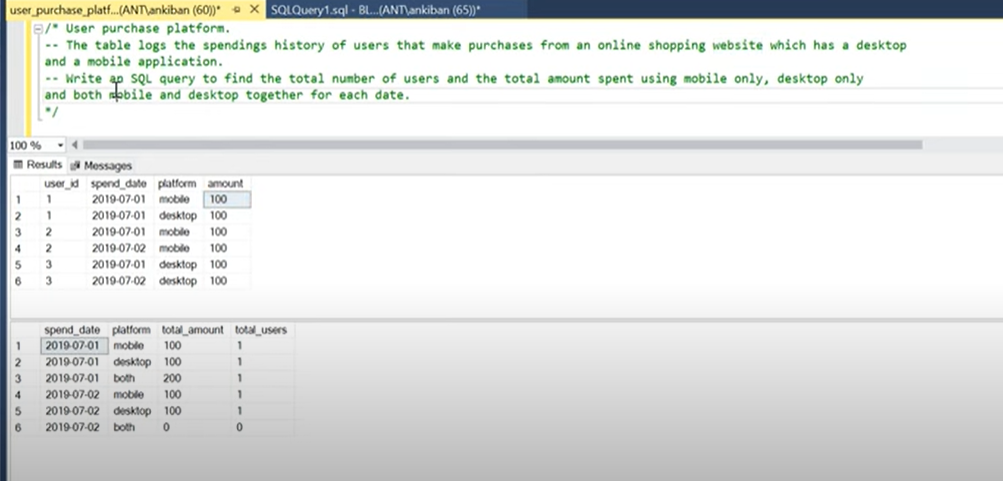 user_purchase_platf...(ANT\ankiban (60))* SQLQuery1.sql - BL...(ANT\ankiban (65))*
/* User purchase platform.
-- The table logs the spendings history of users that make purchases from an online shopping website which has a desktop
and a mobile application.
-- Write an SQL query to find the total number of users and the total amount spent using mobile only, desktop only
and both mobile and desktop together for each date.
*/
100 %
Results Messages
user_id spend_date platform amount
1 1 2019-07-01 mobile 100
2 1 2019-07-01 desktop 100
3 2 2019-07-01 mobile 100
4 2 2019-07-02 mobile 100
5 3 2019-07-01 desktop 100
6 3 2019-07-02 desktop 100
spend_date platform total_amount total_users
1 2019-07-01 mobile 100 1
2 2019-07-01 desktop 100 1
3 2019-07-01 both 200 1
4 2019-07-02 mobile 100 1
5 2019-07-02 desktop 100 1
6 2019-07-02 both 0 0